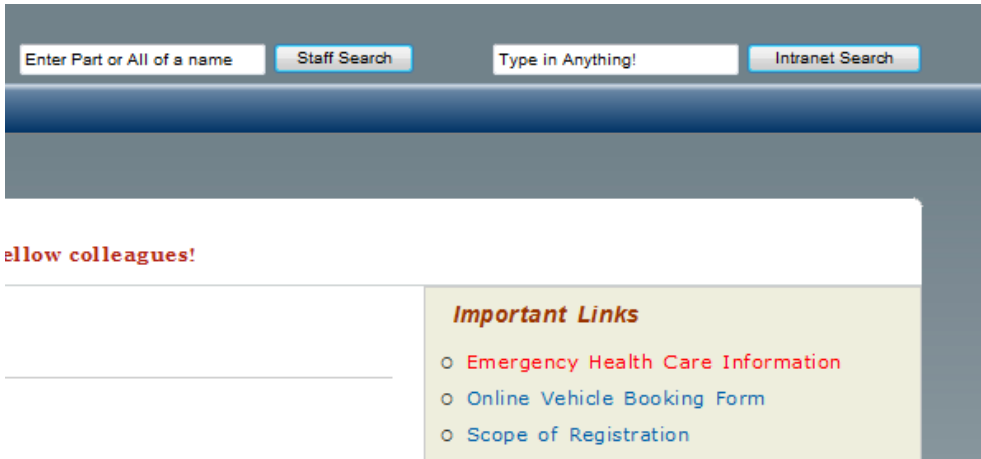 Enter Part or All of a name Staff Search Type in Anything! Intranet Search
ellow colleagues!
Important Links
Emergency Health Care Information
Online Vehicle Booking Form
Scope of Registration